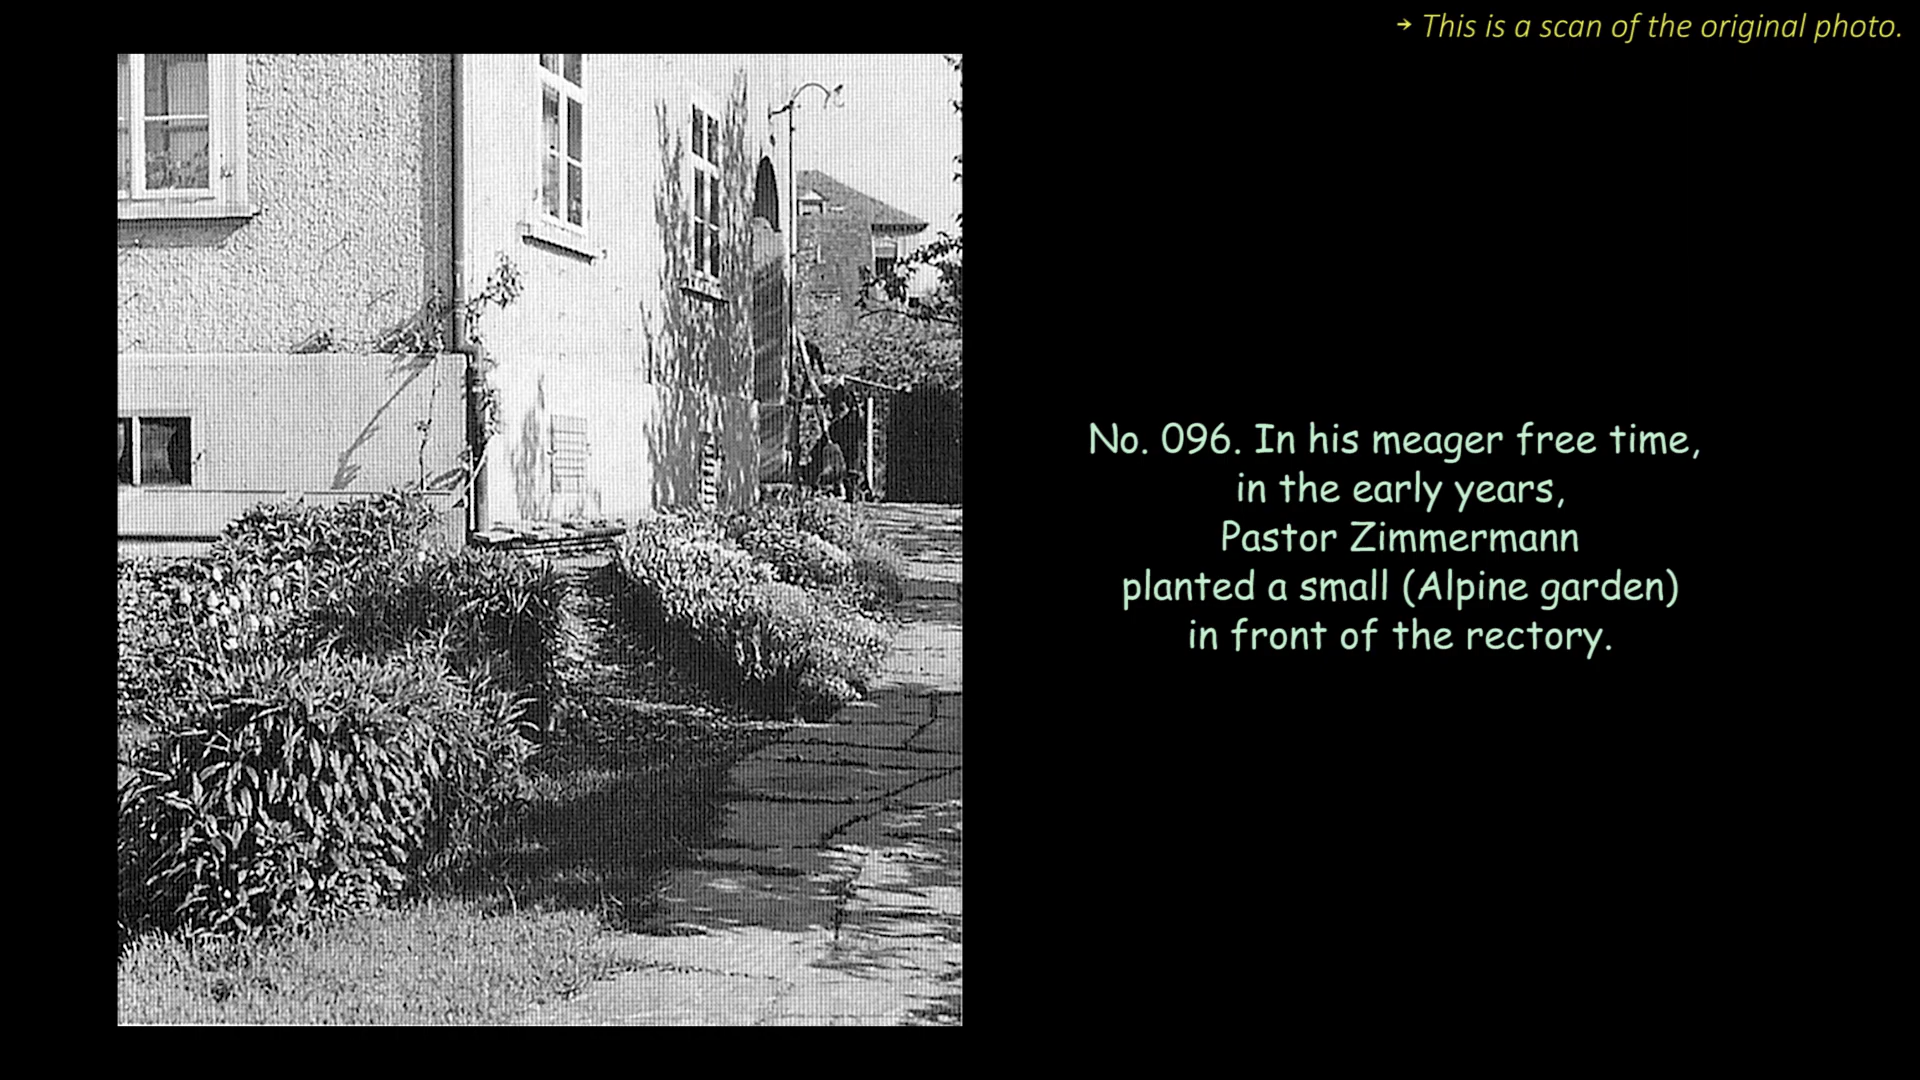 → This is a scan of the original photo.
No. 096. In his meager free time,
in the early years,
Pastor Zimmermann
planted a small (Alpine garden)
in front of the rectory.